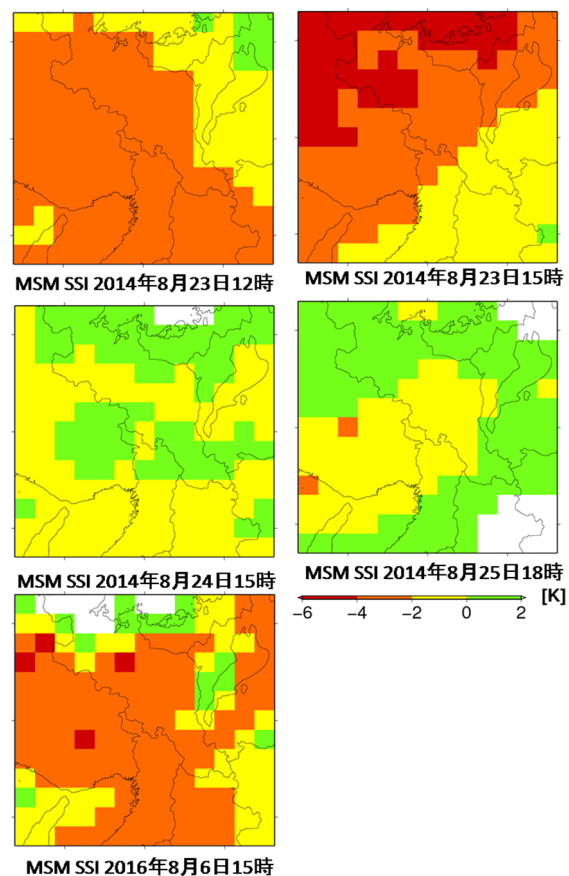 MSM SSI 2014年8月23日12時
MSM SSI 2014年8月23日15時
MSM SSI 2014年8月24日15時
MSM SSI 2014年8月25日18時
[K]
-6 -4 -2 0 2
MSM SSI 2016年8月6日15時